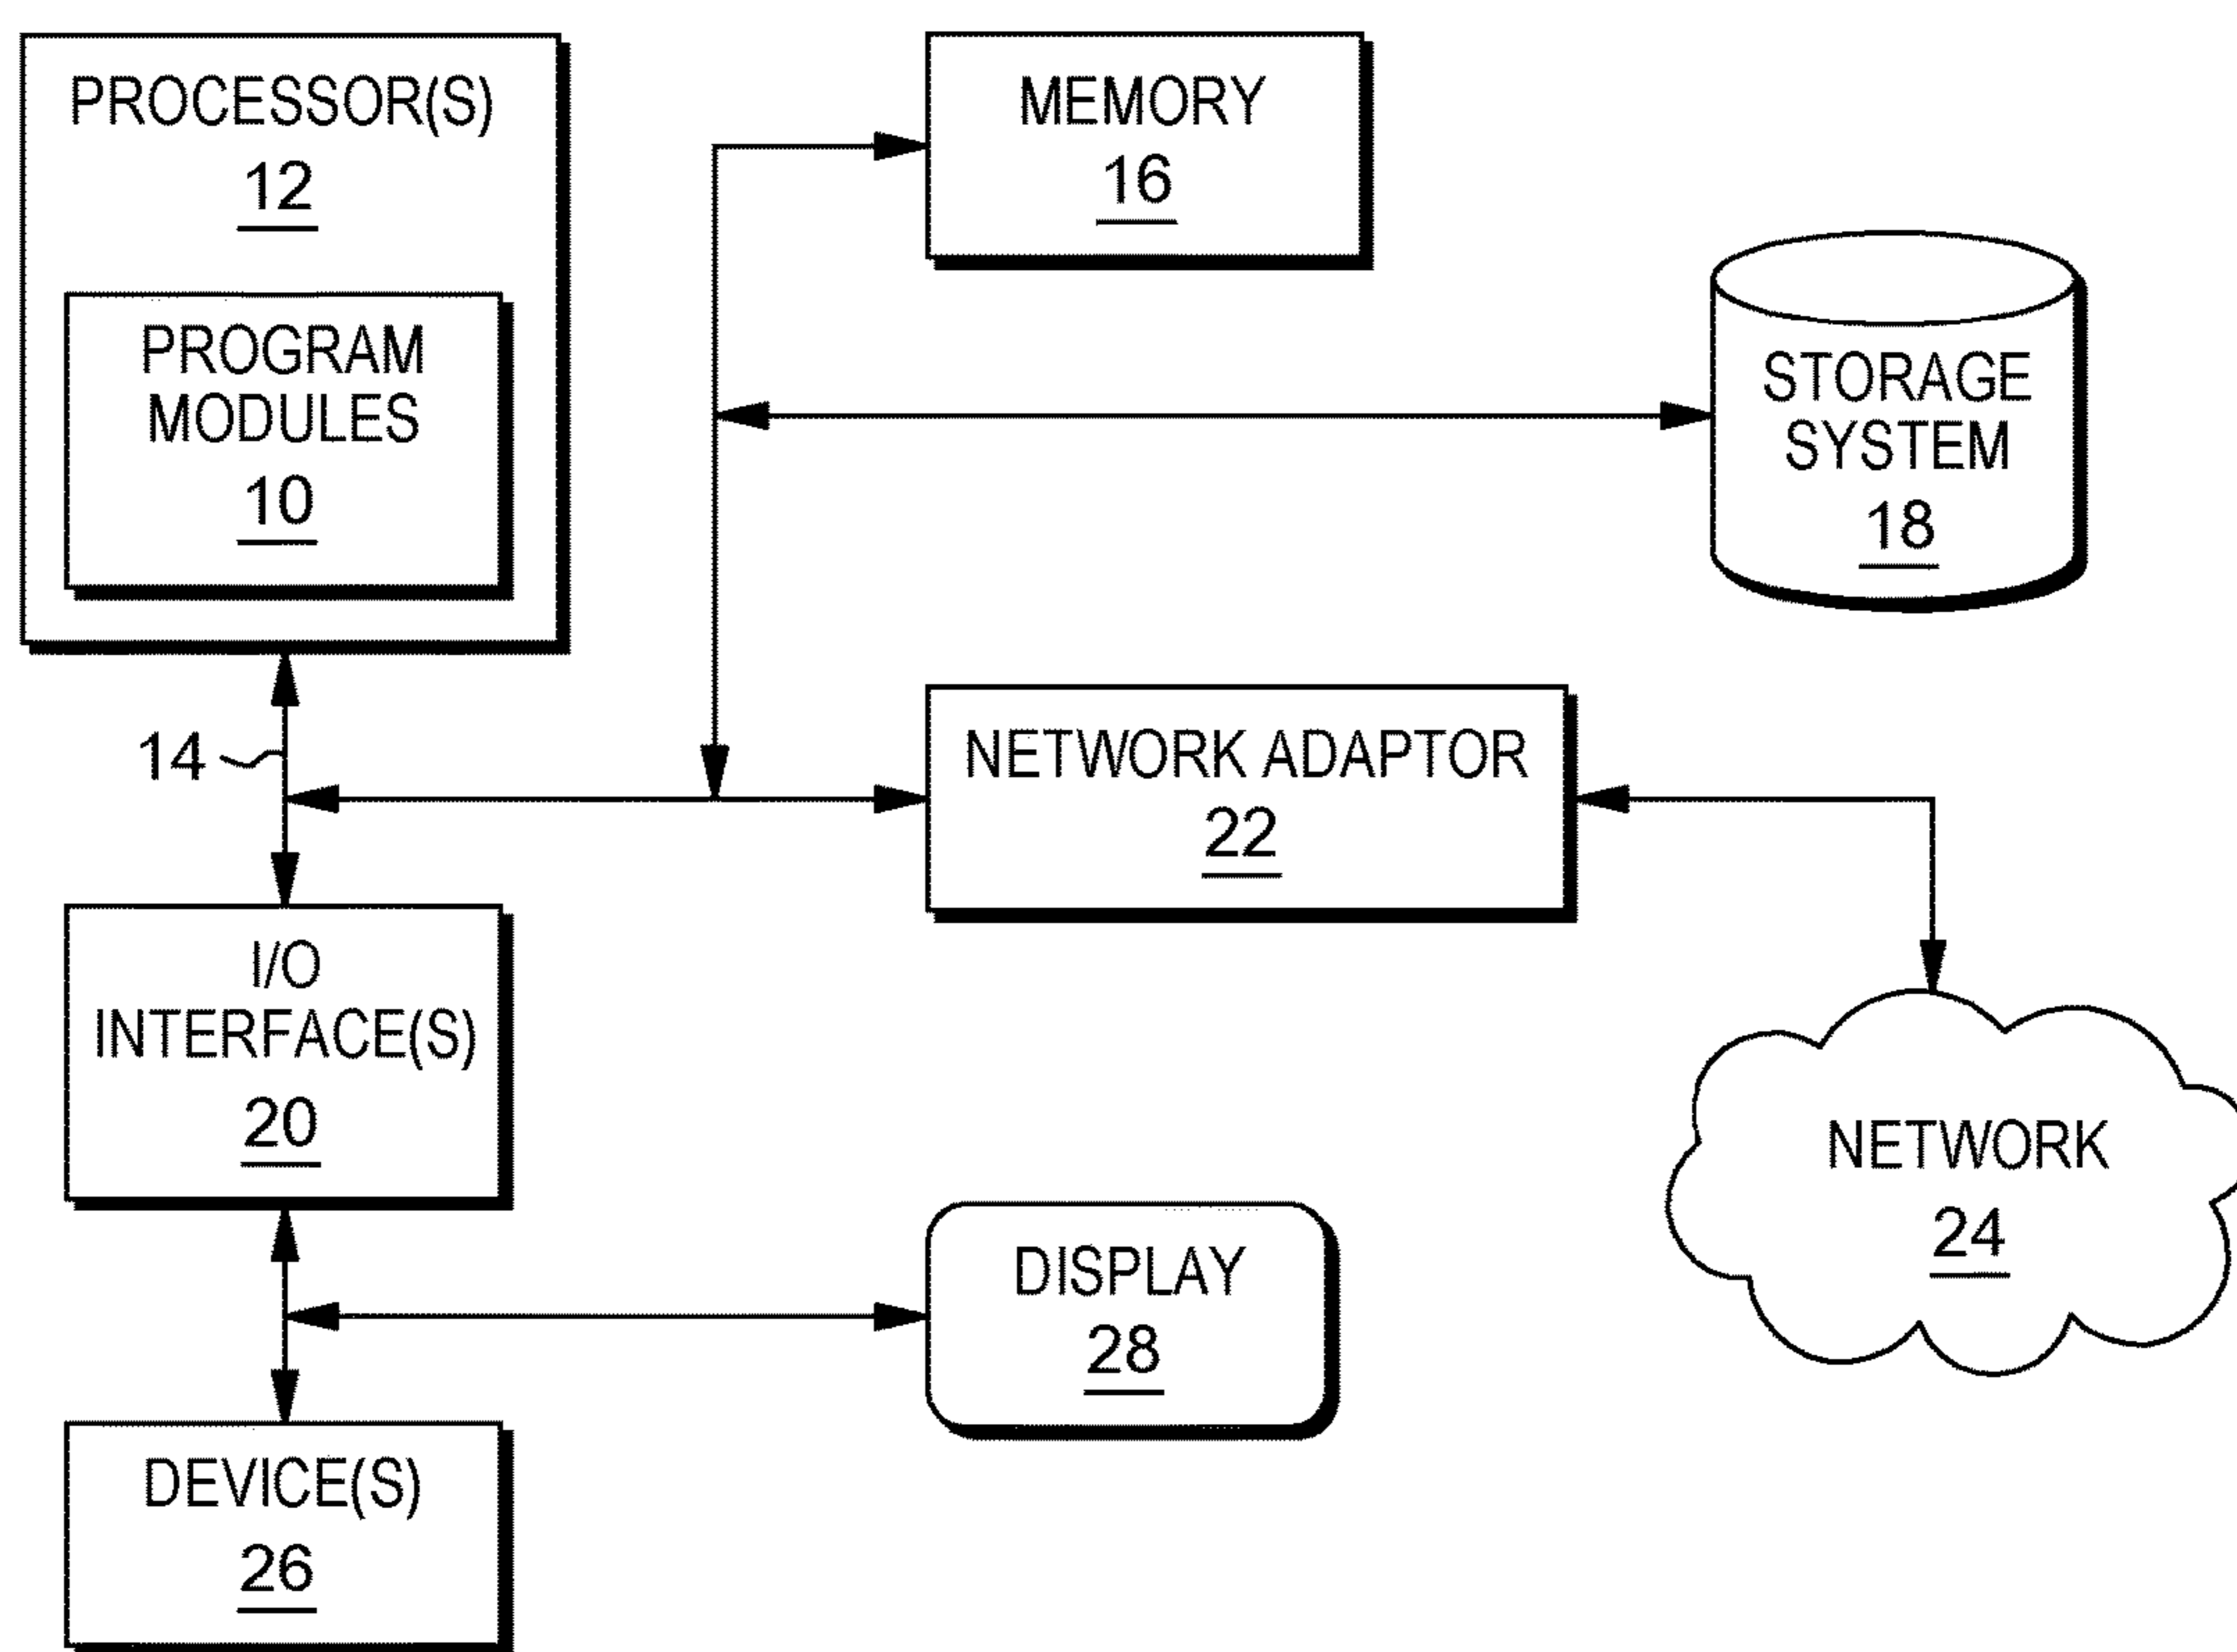 PROCESSOR(S)
12
PROGRAM
MODULES
10
MEMORY
16
STORAGE
SYSTEM
18
14
NETWORK ADAPTOR
22
I/O
INTERFACE(S)
20
NETWORK
24
DISPLAY
28
DEVICE(S)
26